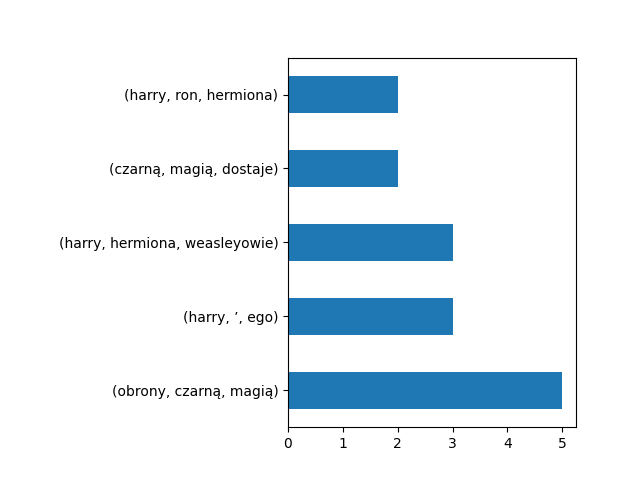 (harry, ron, hermiona)
(czarną, magią, dostaje)
(harry, hermiona, weasleyowie)
(harry, ’, ego)
(obrony, czarną, magią)
0 1 2 3 4 5